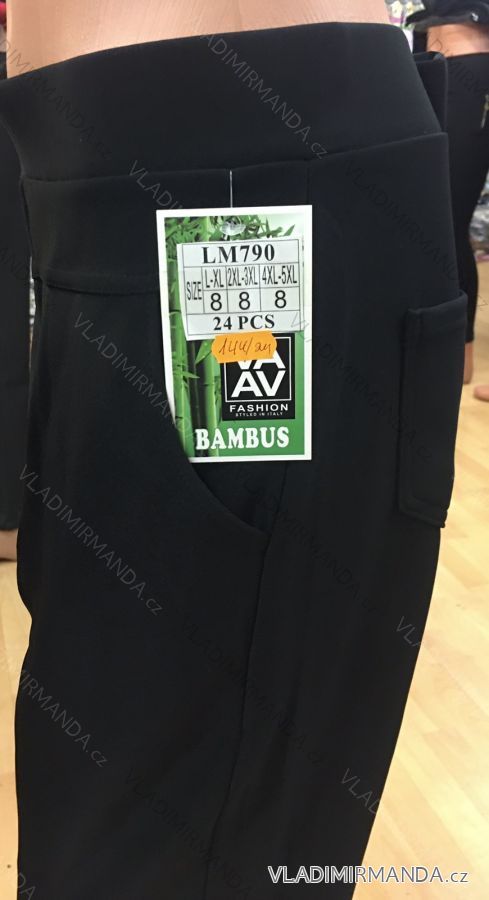 LM790
SIZE L-XL 2XL-3XL 4XL-5XL
8 8 8
24 PCS
144/24
AV
FASHION
STYLED IN ITALY
BAMBUS
VLADIMIRMANDA.cz